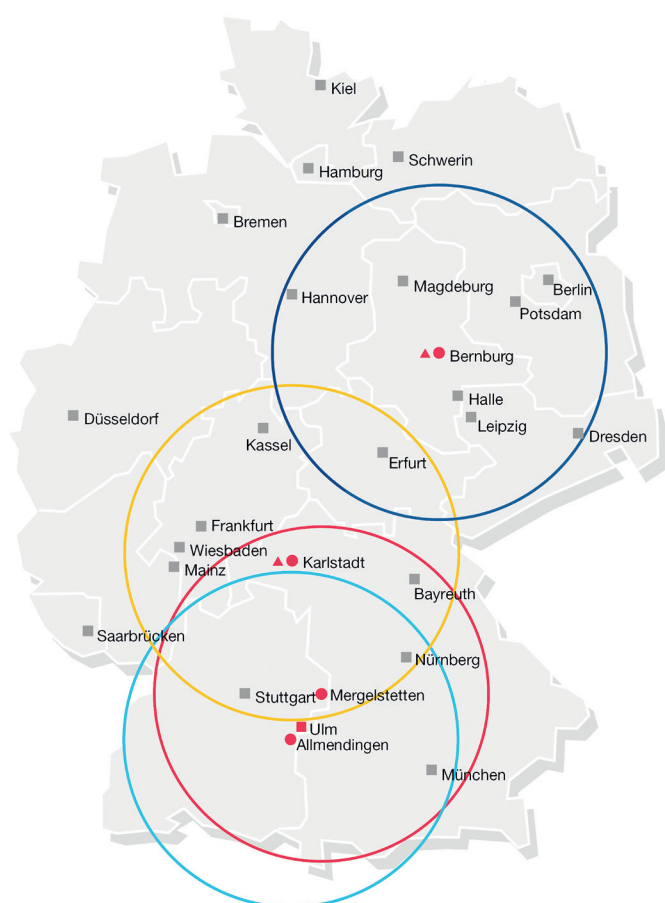 Kiel
Schwerin
Hamburg
Bremen
Berlin
Magdeburg
Hannover
Potsdam
Bernburg
Halle
Düsseldorf
Leipzig
Dresden
Kassel
Erfurt
Frankfurt
Wiesbaden
Karlstadt
Mainz
Bayreuth
Saarbrücken
Nürnberg
Stuttgart
Mergelstetten
Ulm
Allmendingen
München